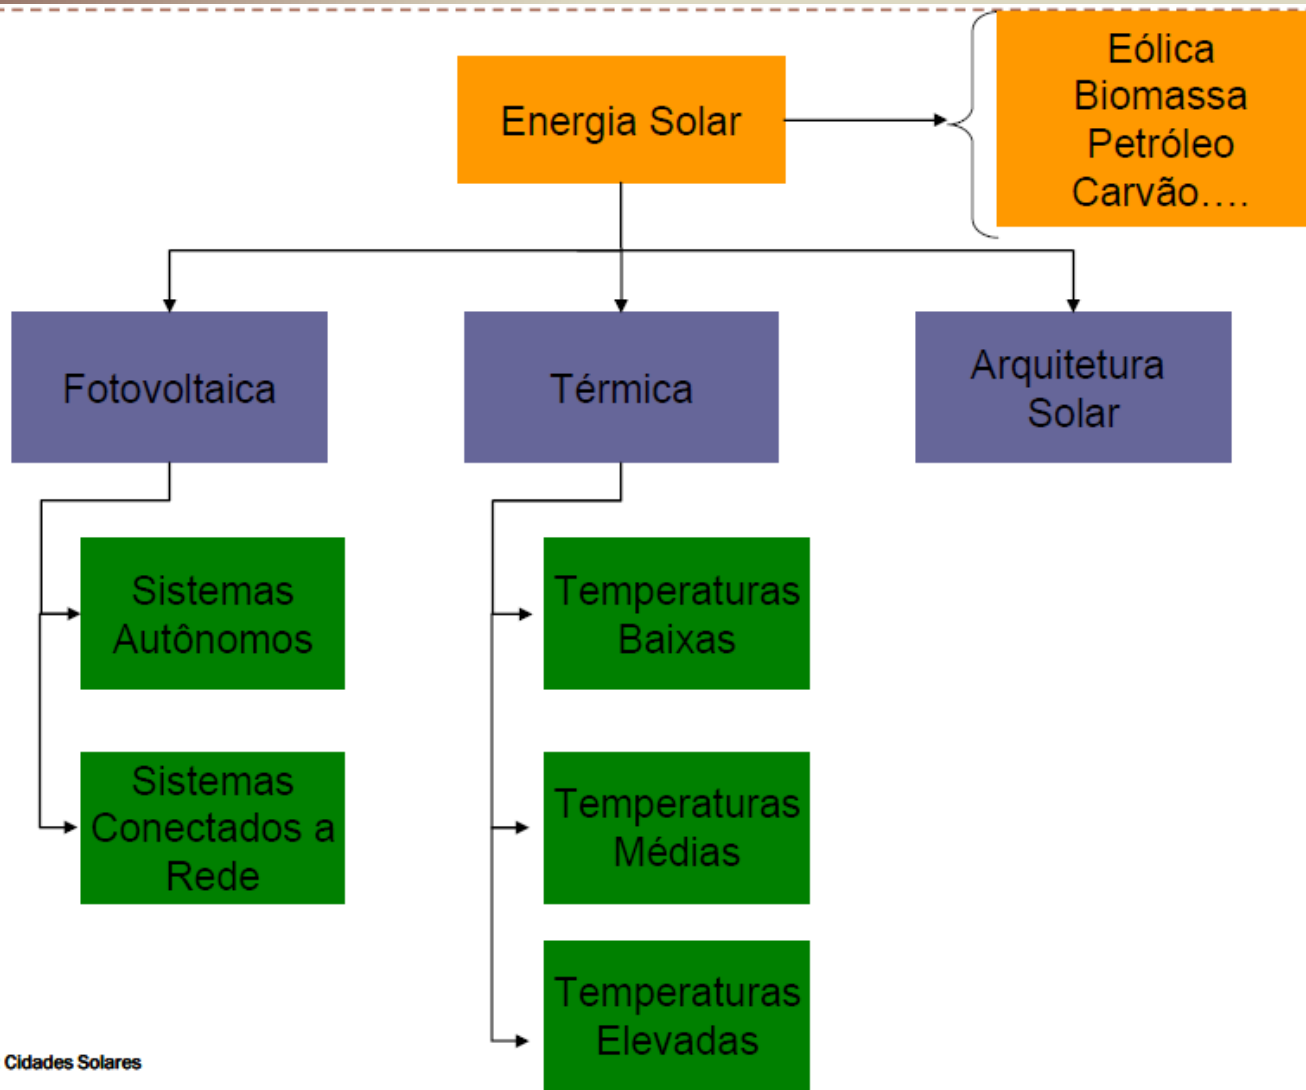 Energia Solar
Eólica
Biomassa
Petróleo
Carvão....
Fotovoltaica
Térmica
Arquitetura
Solar
Sistemas
Autônomos
Sistemas
Conectados a
Rede
Temperaturas
Baixas
Temperaturas
Médias
Temperaturas
Elevadas
Cidades Solares